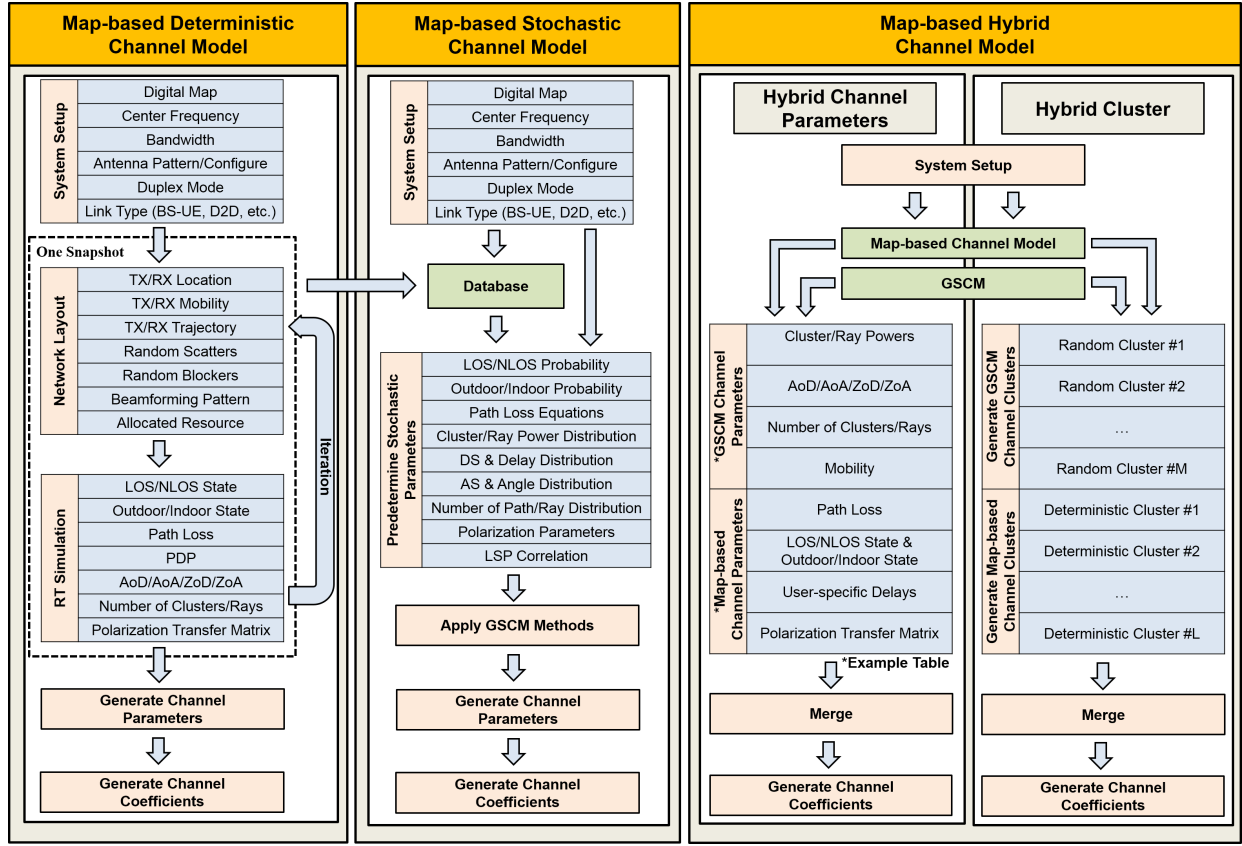 Map-based Deterministic
Channel Model
System Setup
Digital Map
Center Frequency
Bandwidth
Antenna Pattern/Configure
Duplex Mode
Link Type (BS-UE, D2D, etc.)
One Snapshot
Network Layout
TX/RX Location
TX/RX Mobility
TX/RX Trajectory
Random Scatters
Random Blockers
Beamforming Pattern
Allocated Resource
Iteration
RT Simulation
LOS/NLOS State
Outdoor/Indoor State
Path Loss
PDP
AoD/AoA/ZoD/ZoA
Number of Clusters/Rays
Polarization Transfer Matrix
Generate Channel
Parameters
Generate Channel
Coefficients
Map-based Stochastic
Channel Model
System Setup
Digital Map
Center Frequency
Bandwidth
Antenna Pattern/Configure
Duplex Mode
Link Type (BS-UE, D2D, etc.)
Database
Predetermine Stochastic
Parameters
LOS/NLOS Probability
Outdoor/Indoor Probability
Path Loss Equations
Cluster/Ray Power Distribution
DS & Delay Distribution
AS & Angle Distribution
Number of Path/Ray Distribution
Polarization Parameters
LSP Correlation
Apply GSCM Methods
Generate Channel
Parameters
Generate Channel
Coefficients
Map-based Hybrid
Channel Model
Hybrid Channel
Parameters
Hybrid Cluster
System Setup
Map-based Channel Model
GSCM
*GSCM Channel
Parameters
Cluster/Ray Powers
AoD/AoA/ZoD/ZoA
Number of Clusters/Rays
Mobility
*Map-based
Channel Parameters
Path Loss
LOS/NLOS State &
Outdoor/Indoor State
User-specific Delays
Polarization Transfer Matrix
*Example Table
Merge
Generate Channel
Coefficients
Generate GSCM
Channel Clusters
Random Cluster #1
Random Cluster #2
…
Random Cluster #M
Generate Map-based
Channel Clusters
Deterministic Cluster #1
Deterministic Cluster #2
…
Deterministic Cluster #L
Merge
Generate Channel
Coefficients